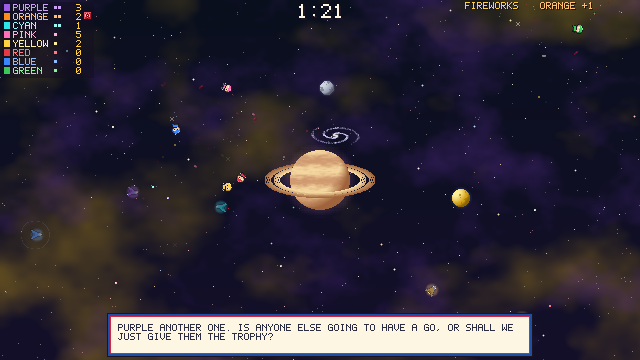 PURPLE 3
ORANGE 2
CYAN 1
PINK 5
YELLOW 2
RED 0
BLUE 0
GREEN 0
1:21
FIREWORKS ORANGE +1
PURPLE ANOTHER ONE. IS ANYONE ELSE GOING TO HAVE A GO, OR SHALL WE
JUST GIVE THEM THE TROPHY?